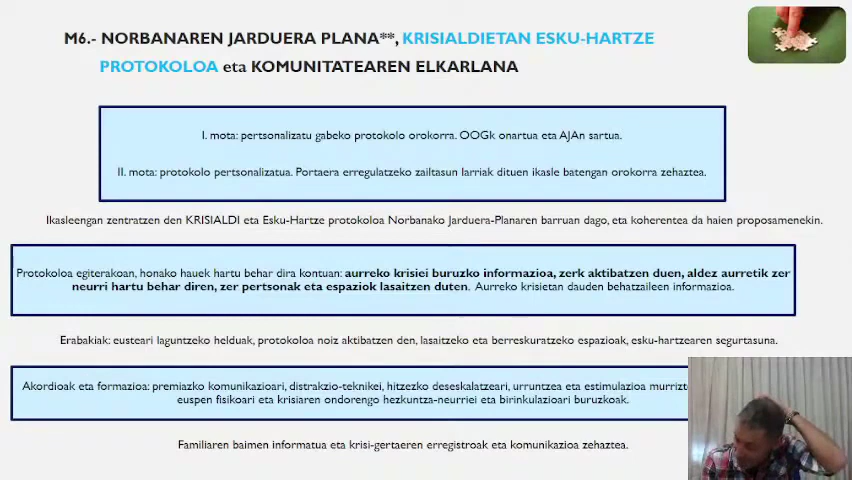 M6.- NORBANAREN JARDUERA PLANA**, KRISIALDIETAN ESKU-HARTZE
PROTOKOLOA eta KOMUNITATEAREN ELKARLANA
I. mota: pertsonalizatu gabeko protokolo orokorra. OOGk onartua eta AJAn sartua.
II. mota: protokolo pertsonalizatua. Portaera erregulatzeko zailtasun larriak dituen ikasle batengan orokorra zehaztea.
Ikasleengan zentratzen den KRISIALDI eta Esku-Hartze protokoloa Norbanako Jarduera-Planaren barruan dago, eta koherentea da haien proposamenekin.
Protokoloa egiterakoan, honako hauek hartu behar dira kontuan: aurreko krisiei buruzko informazioa, zerk aktibatzen duen, aldez aurretik zer
neurri hartu behar diren, zer pertsonak eta espaziok lasaitzen duten. Aurreko krisietan dauden behatzaileen informazioa.
Erabakiak: eusteari laguntzeko helduak, protokoloa noiz aktibatzen den, lasaitzeko eta berreskuratzeko espazioak, esku-hartzearen segurtasuna.
Akordioak eta formazioa: premiazko komunikazioari, distrakzio-teknikei, hitzezko deseskalatzeari, urruntzea eta estimulazioa
euspen fisikoari eta krisiaren ondorengo hezkuntza-neurriei eta birinkulazioari buruzkoak.
Familiaren baimen informatua eta krisi-gertaeren erregistroak eta komunikazioa zehaztea.